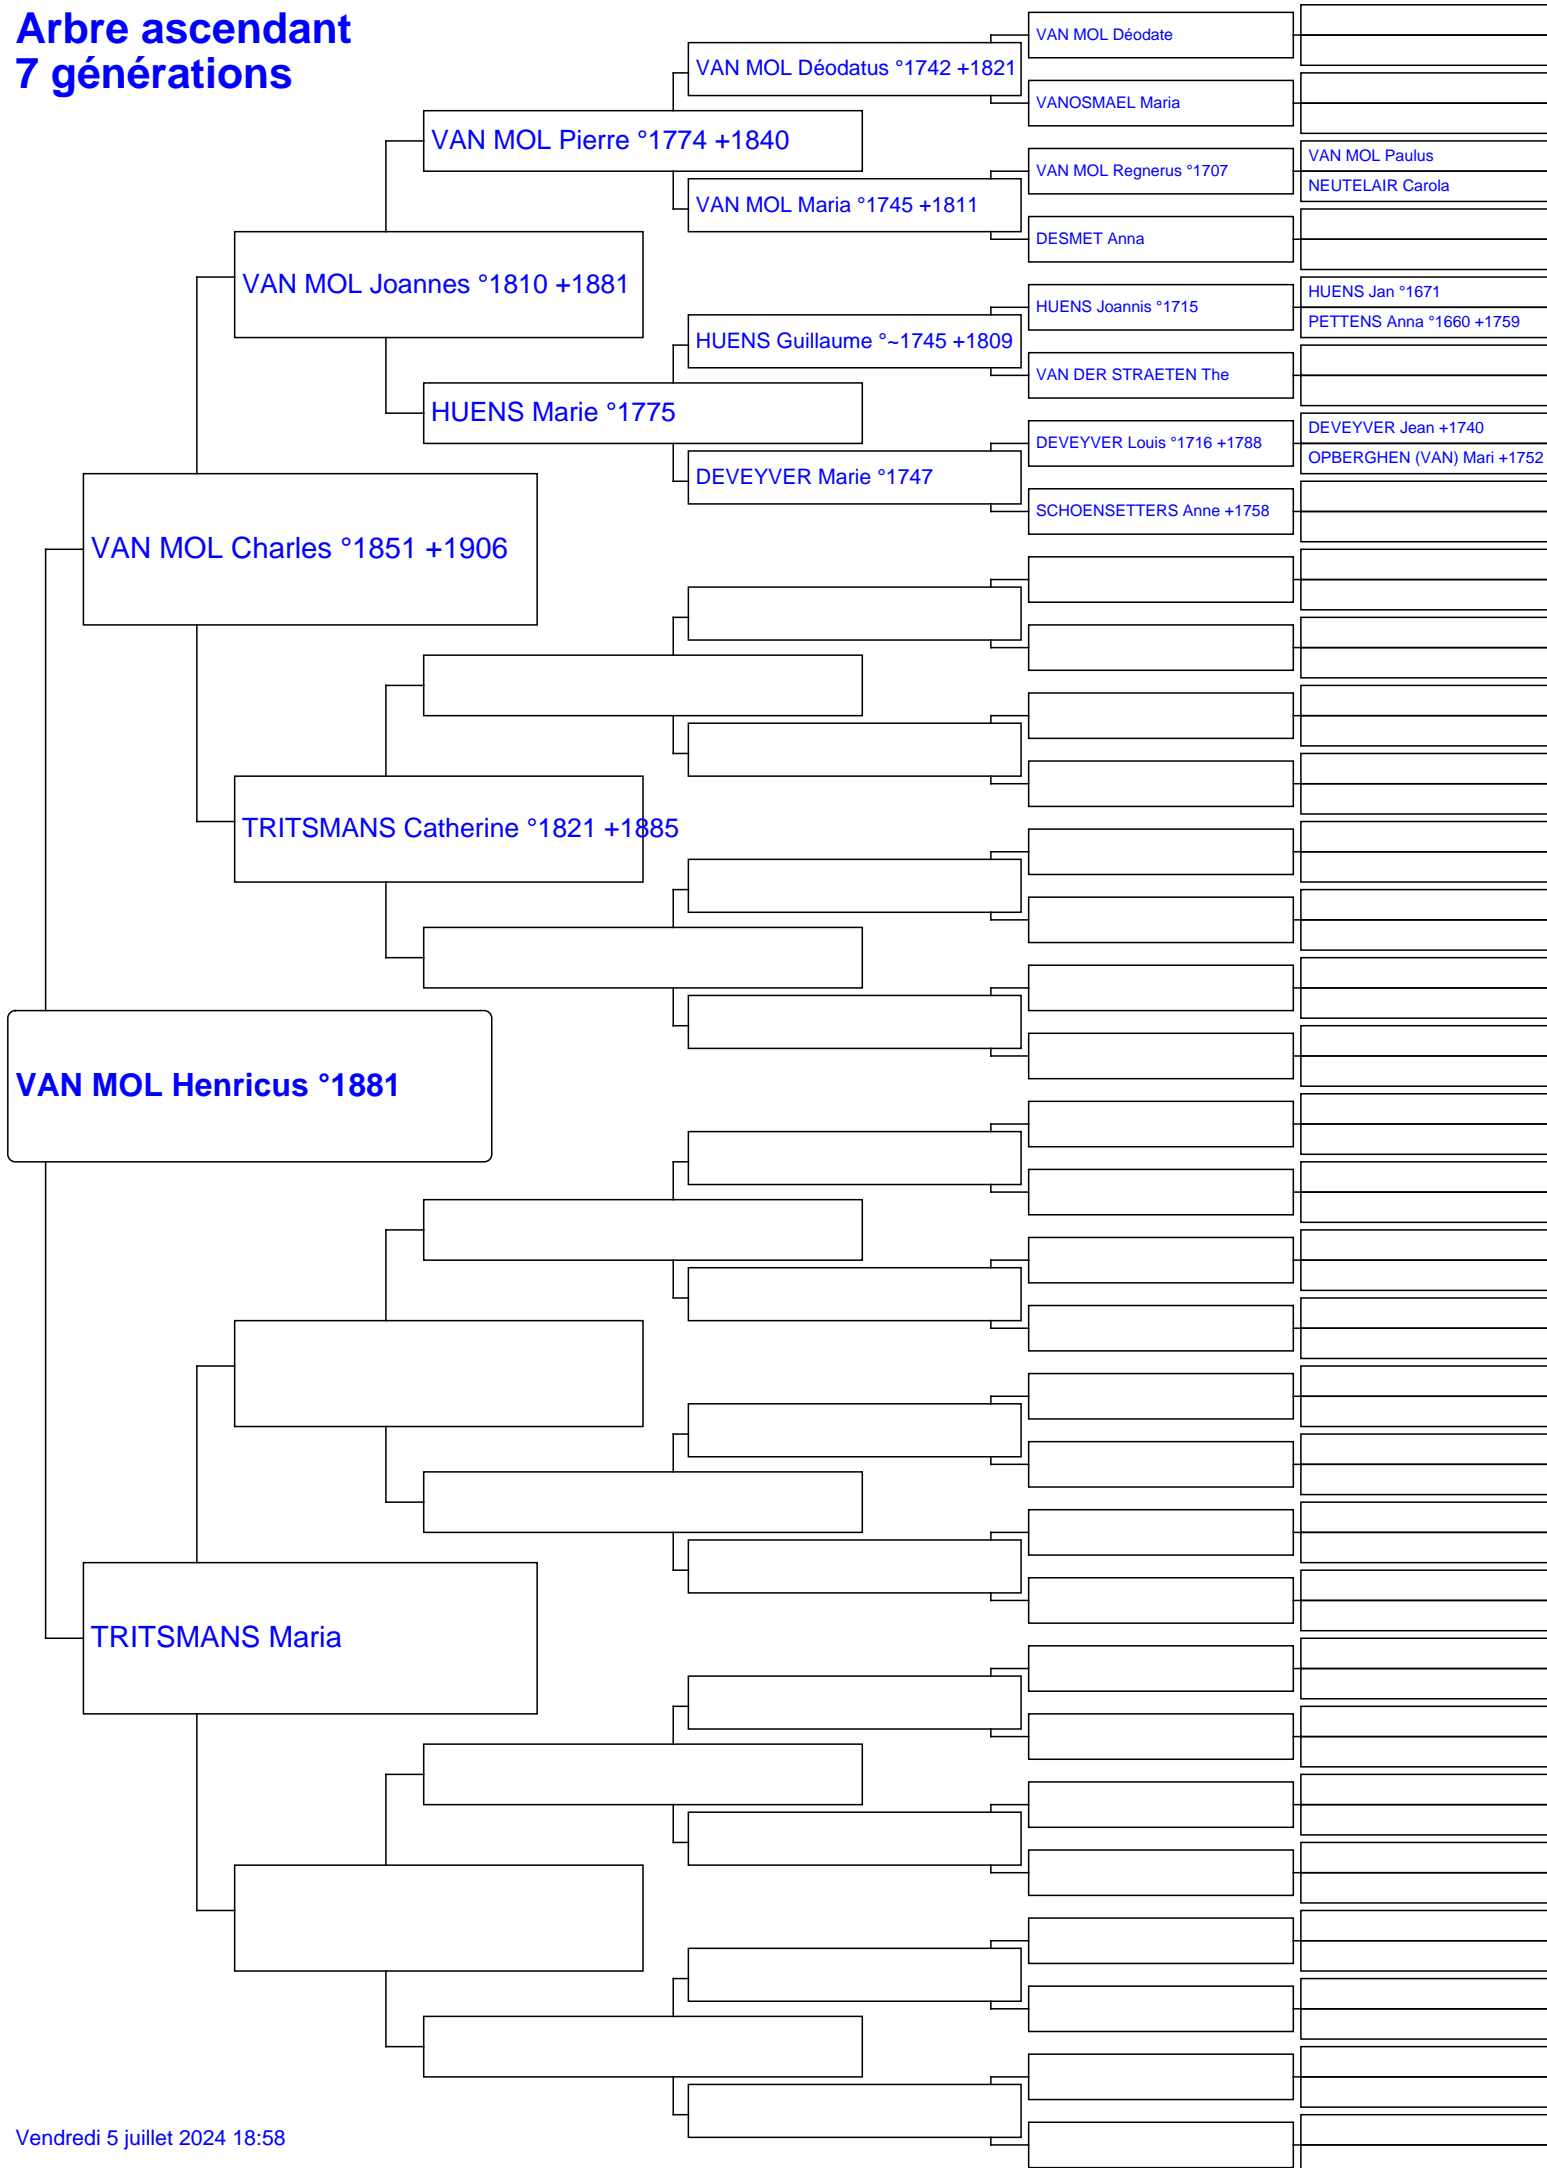 Arbre ascendant
7 générations
VAN MOL Déodate
VAN MOL Déodatus °1742 +1821
VANOSMAEL Maria
VAN MOL Pierre °1774 +1840
VAN MOL Paulus
VAN MOL Regnerus °1707
NEUTELAIR Carola
VAN MOL Maria °1745 +1811
DESMET Anna
VAN MOL Joannes °1810 +1881
HUENS Jan °1671
HUENS Joannis °1715
PETTENS Anna °1660 +1759
HUENS Guillaume °~1745 +1809
VAN DER STRAETEN The
HUENS Marie °1775
DEVEYVER Jean +1740
DEVEYVER Louis °1716 +1788
OPBERGHEN (VAN) Mari +1752
DEVEYVER Marie °1747
SCHOENSETTERS Anne +1758
VAN MOL Charles °1851 +1906
TRITSMANS Catherine °1821 +1885
VAN MOL Henricus °1881
TRITSMANS Maria
Vendredi 5 juillet 2024 18:58